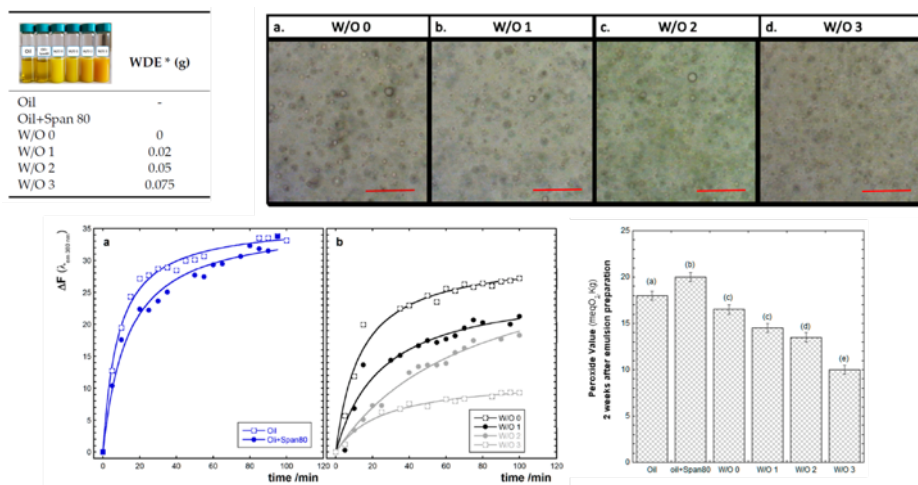 WDE * (g)
Oil -
Oil+Span 80
W/O 0 0
W/O 1 0.02
W/O 2 0.05
W/O 3 0.075
a. W/O 0
b. W/O 1
c. W/O 2
d. W/O 3
a
ΔF
35
30
25
20
15
10
5
0
0 20 40 60 80 100 120
time /min
Oil
Oli+Span80
b
0 20 40 60 80 100 120
time /min
W/O 0
W/O 1
W/O 2
W/O 3
Peroxide Value (meqO2/Kg)
2 weeks after emulsion preparation
25
20
15
10
5
0
(a)
(b)
(c)
(c)
(d)
(e)
Oil oil+Span80 W/O 0 W/O 1 W/O 2 W/O 3